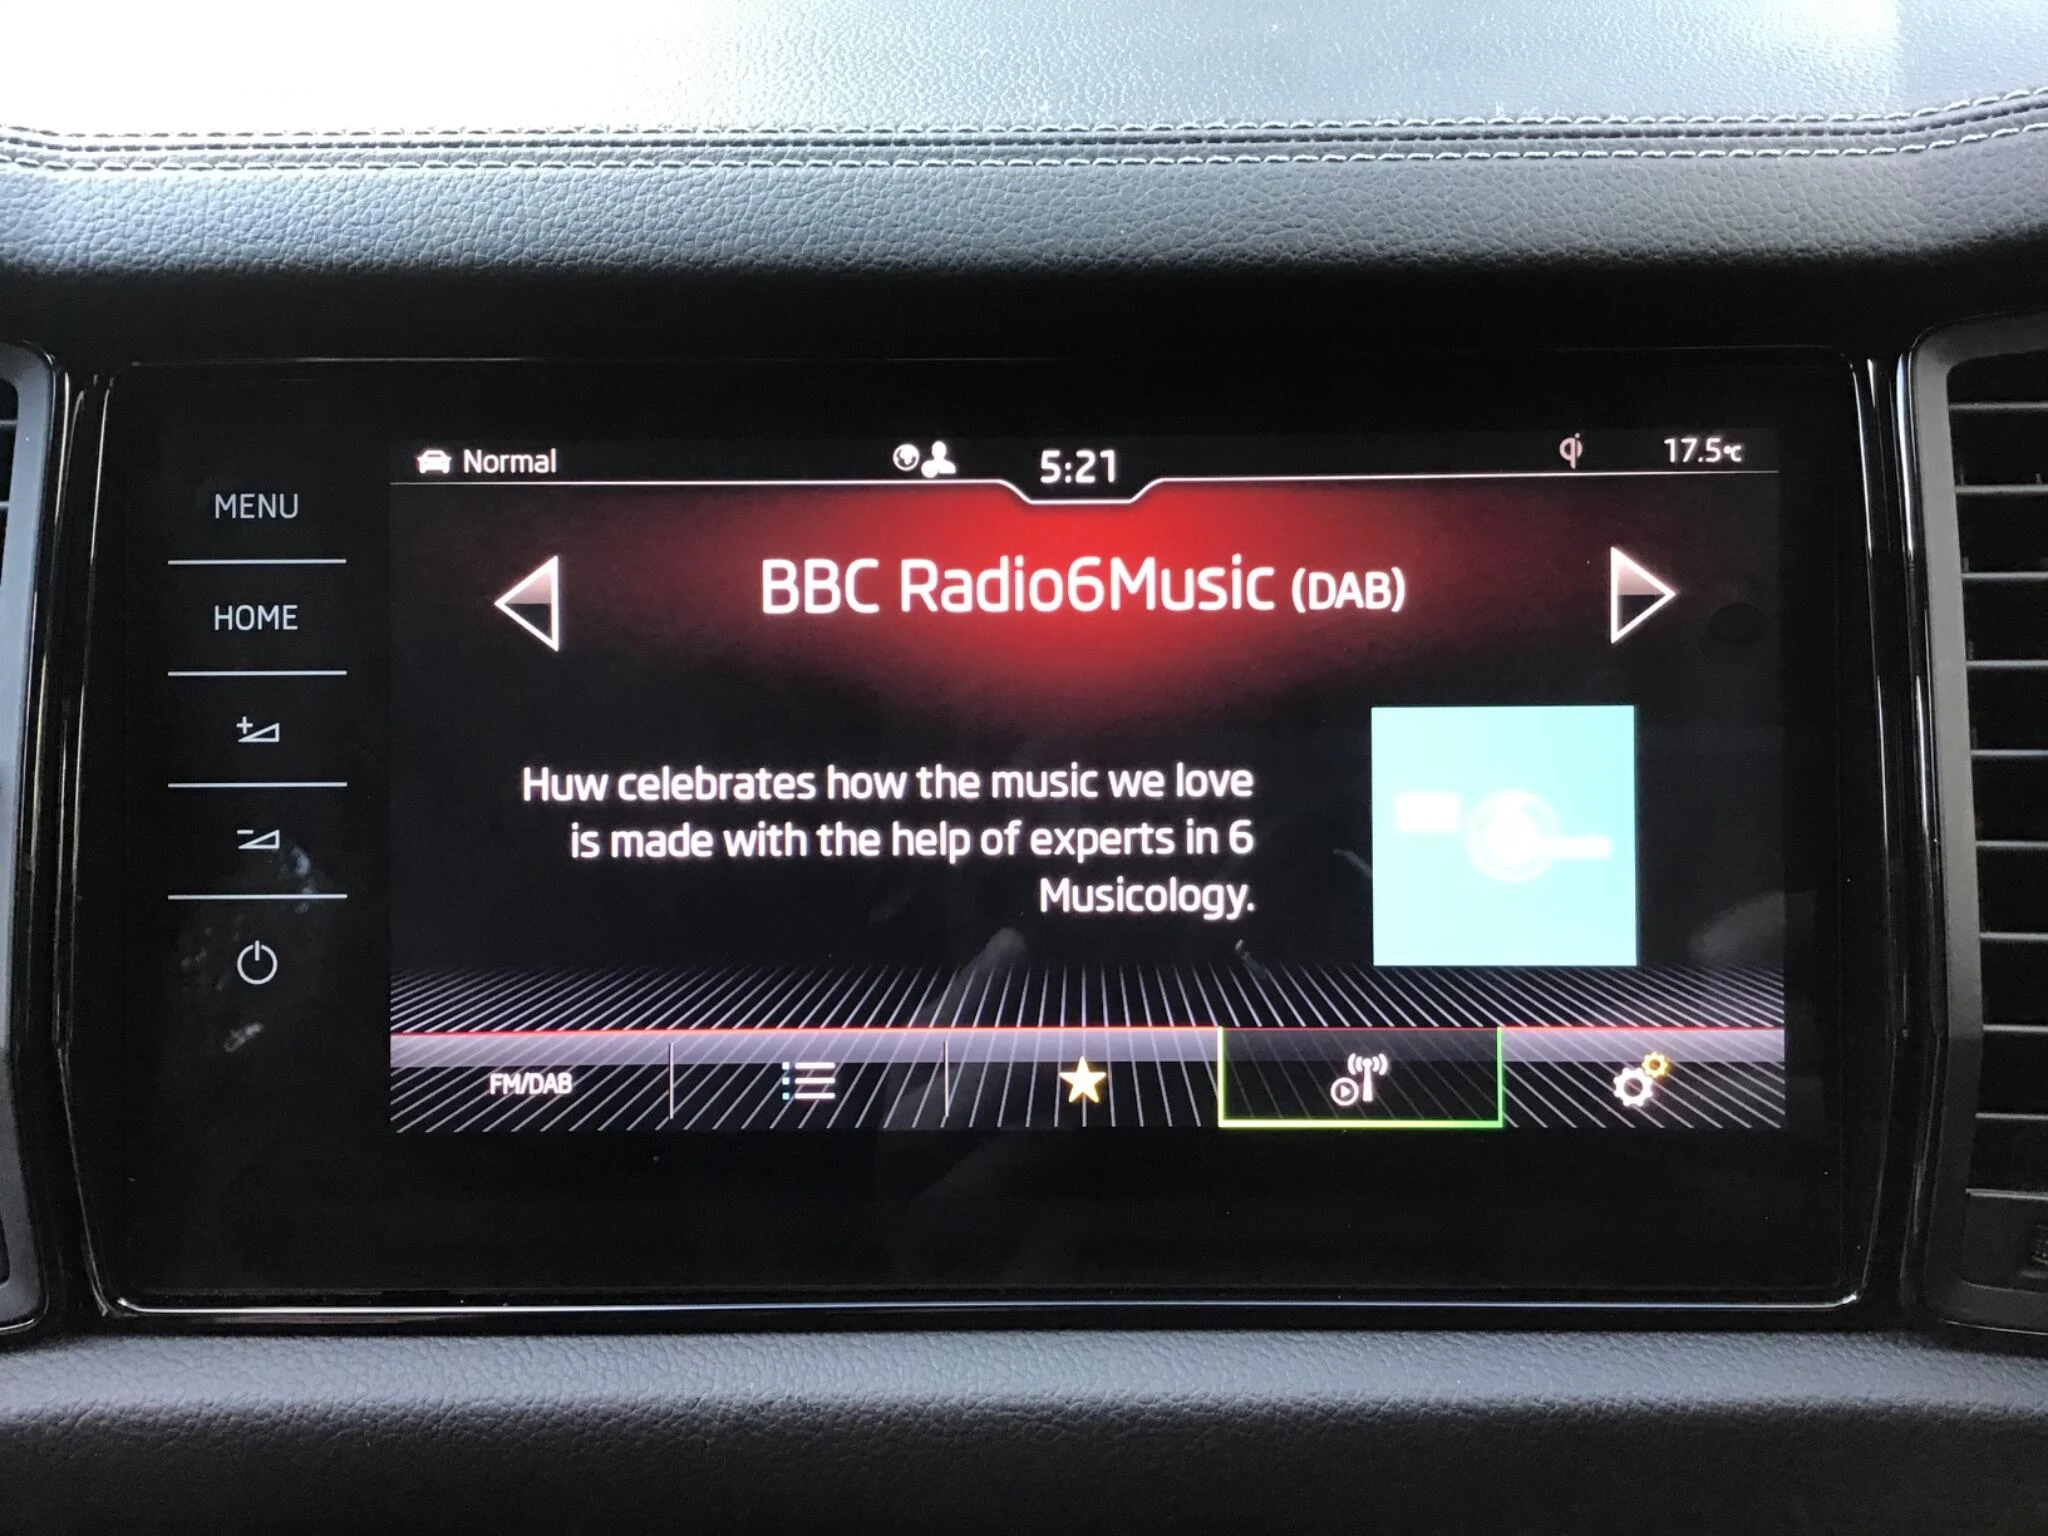 Normal
5:21
17.5°C
MENU
HOME
BBC Radio6Music (DAB)
Huw celebrates how the music we love
is made with the help of experts in 6
Musicology.
FM/DAB